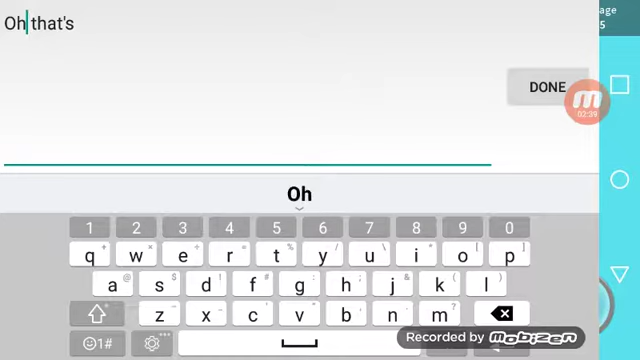 Oh that's
age
5
DONE
02:39
Oh
1 2 3 4 5 6 7 8 9 0
q w e r t y u i o p
a s d f g h j k l
z x c v b n m
1#
Recorded by mobizen